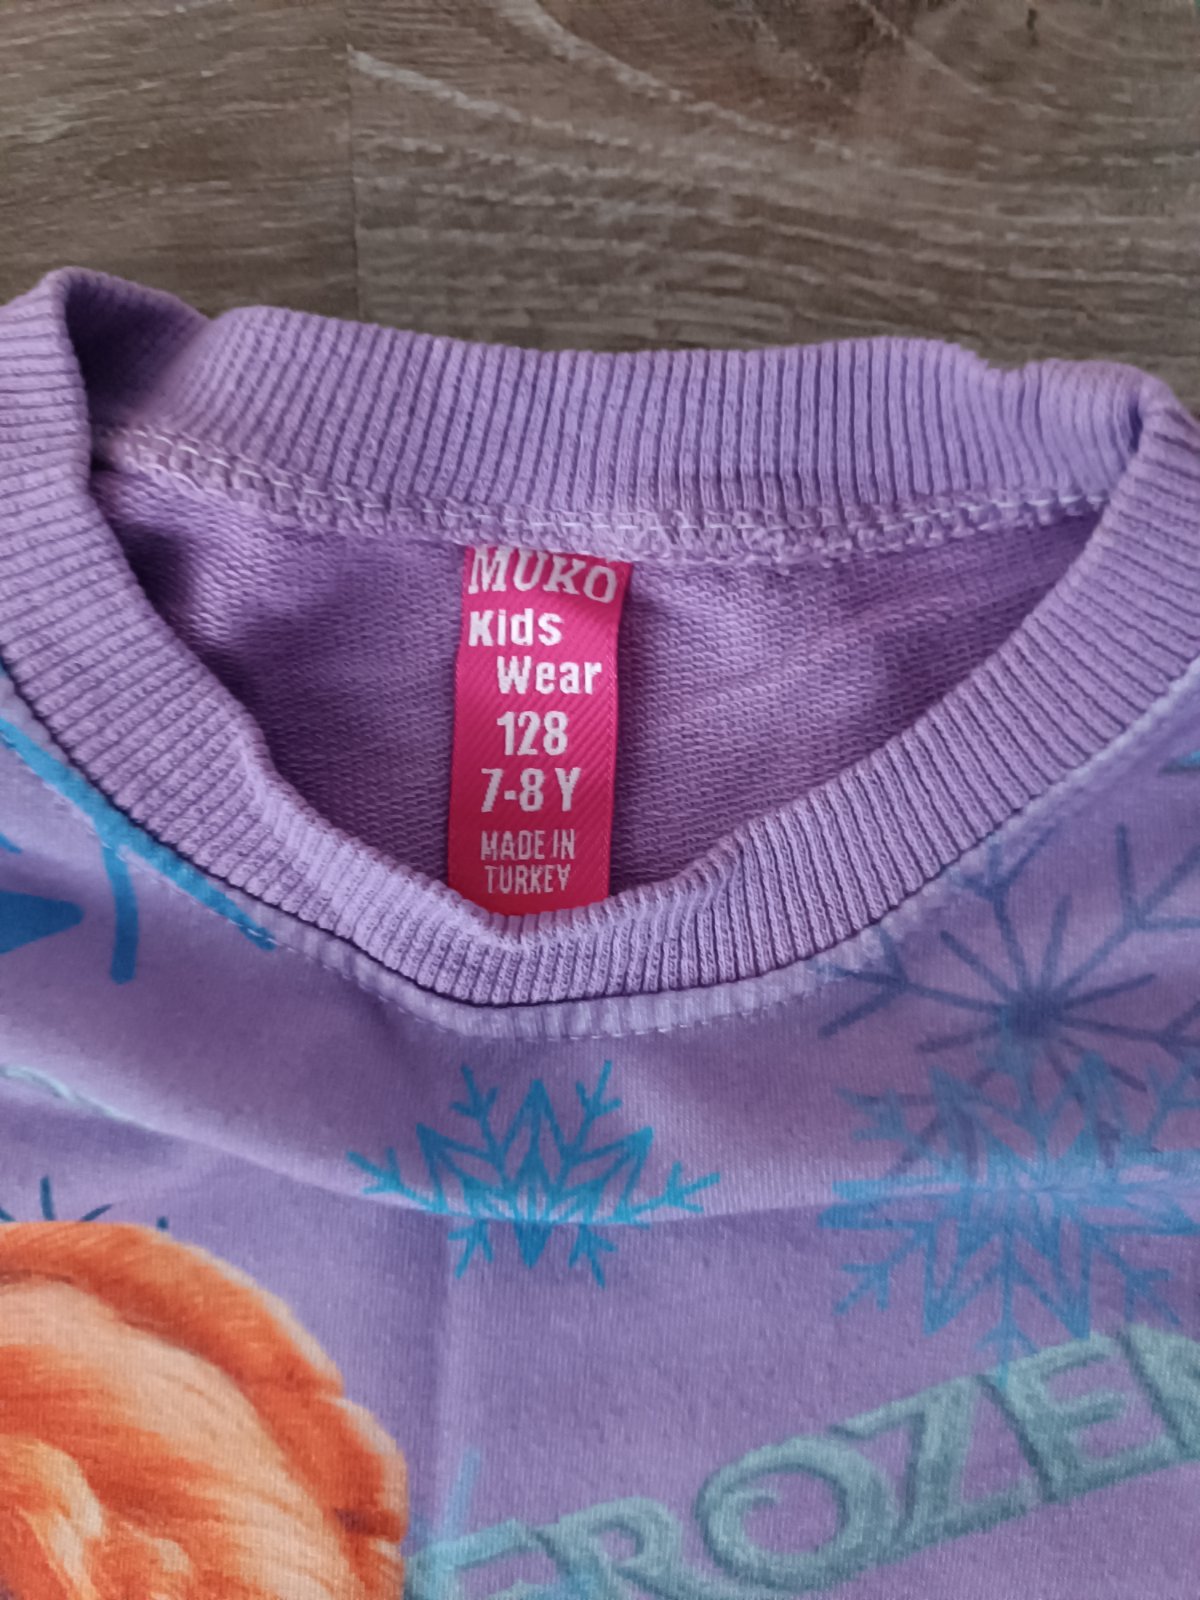 MUKO
Kids
Wear
128
7-8 Y
MADE IN
TURKEY
FROZEN